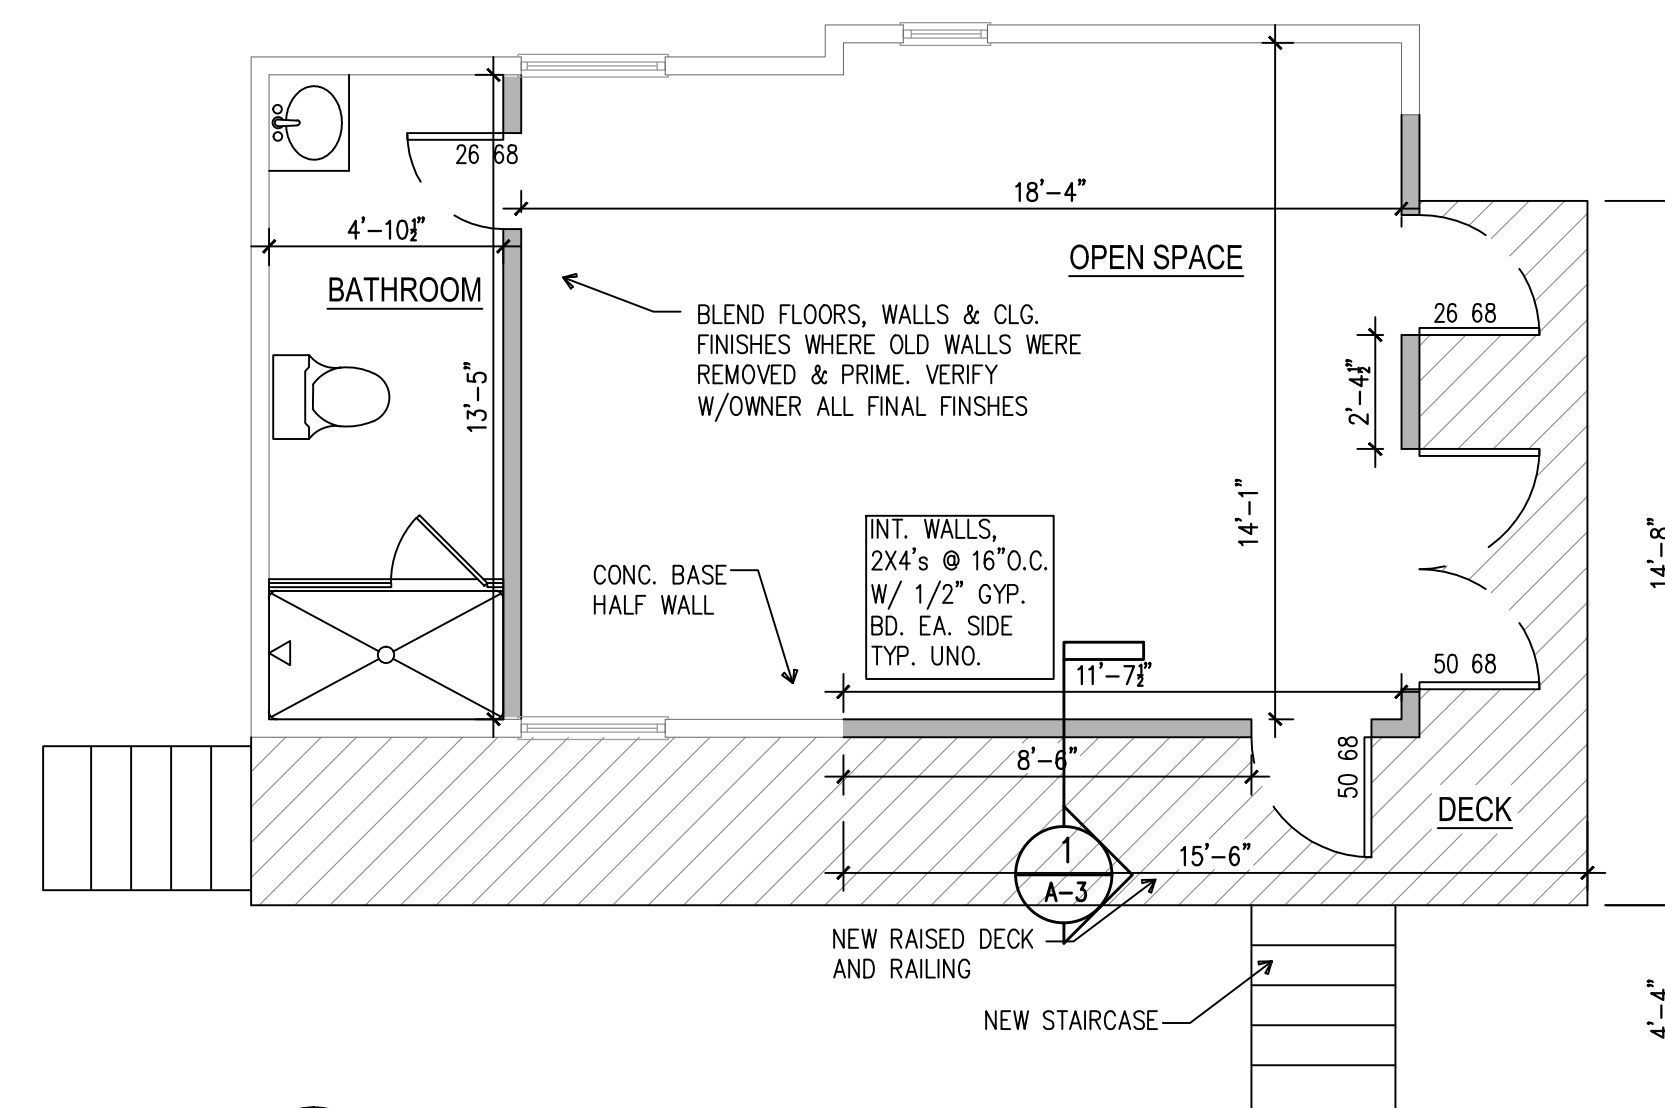 26 68
18'-4"
4'-10½"
BATHROOM
OPEN SPACE
BLEND FLOORS, WALLS & CLG.
FINISHES WHERE OLD WALLS WERE
REMOVED & PRIME. VERIFY
W/OWNER ALL FINAL FINSHES
26 68
2'-4½"
13'-5"
14'-1"
14'-8"
INT. WALLS,
2X4's @ 16"O.C.
W/ 1/2" GYP.
BD. EA. SIDE
TYP. UNO.
CONC. BASE
HALF WALL
11'-7½"
50 68
8'-6"
50 68
DECK
1
A-3
15'-6"
NEW RAISED DECK
AND RAILING
NEW STAIRCASE
4'-4"